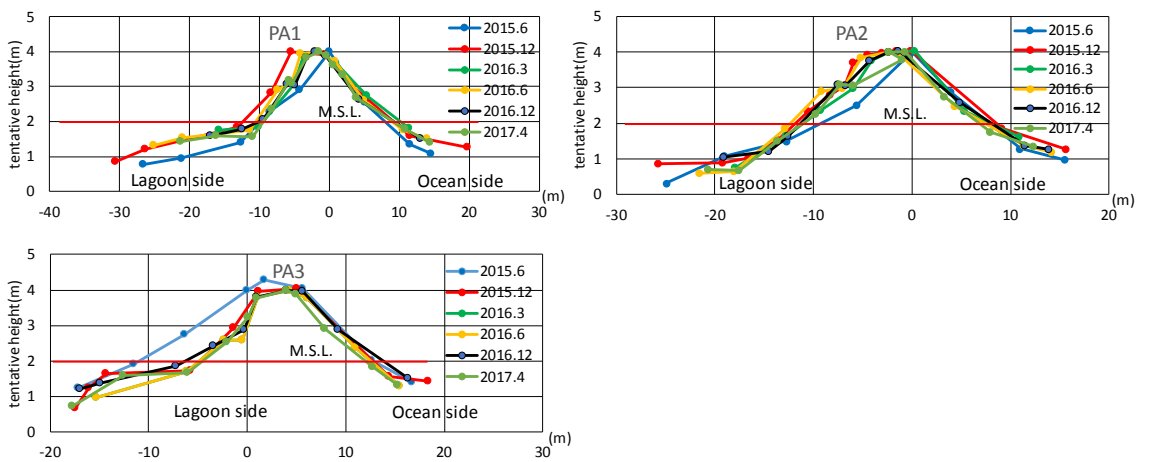 PA1
tentative height(m)
5
4
3
2
1
0
M.S.L.
Lagoon side
Ocean side
-40 -30 -20 -10 0 10 20 30
(m)
2015.6
2015.12
2016.3
2016.6
2016.12
2017.4
PA2
tentative height(m)
5
4
3
2
1
0
M.S.L.
Lagoon side
Ocean side
-30 -20 -10 0 10 20
(m)
2015.6
2015.12
2016.3
2016.6
2016.12
2017.4
PA3
tentative height(m)
5
4
3
2
1
0
M.S.L.
Lagoon side
Ocean side
-20 -10 0 10 20 30
(m)
2015.6
2015.12
2016.3
2016.6
2016.12
2017.4